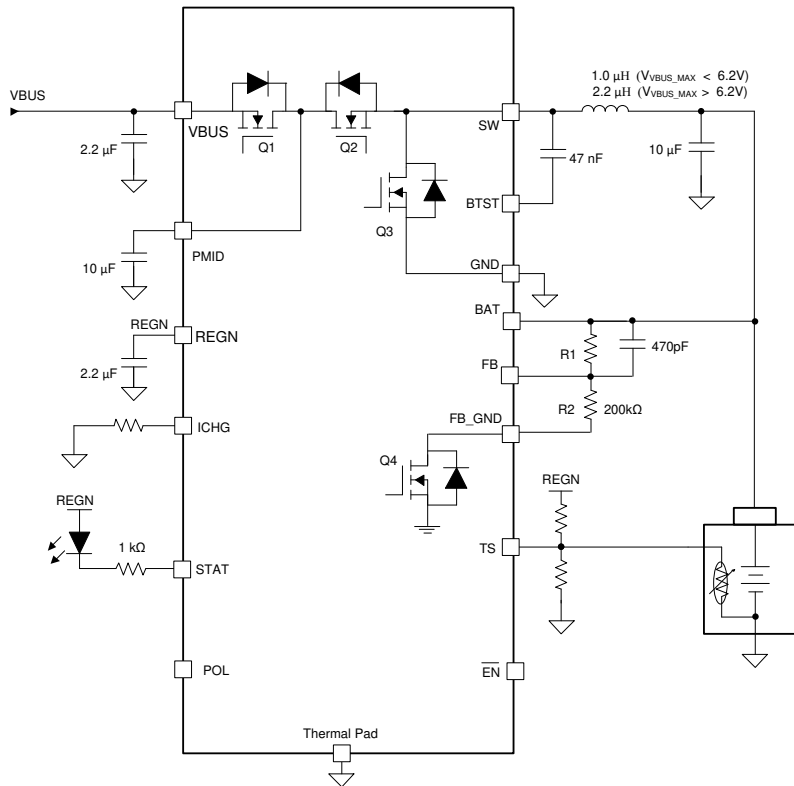 1.0 µH (VVBUS_MAX < 6.2V)
2.2 µH (VVBUS_MAX > 6.2V)
VBUS
VBUS
SW
2.2 µF
Q1
Q2
47 nF
10 µF
BTST
Q3
PMID
10 µF
GND
BAT
REGN
REGN
R1
470pF
2.2 µF
FB
R2
200kΩ
ICHG
FB_GND
Q4
REGN
REGN
1 kΩ
TS
STAT
POL
EN
Thermal Pad